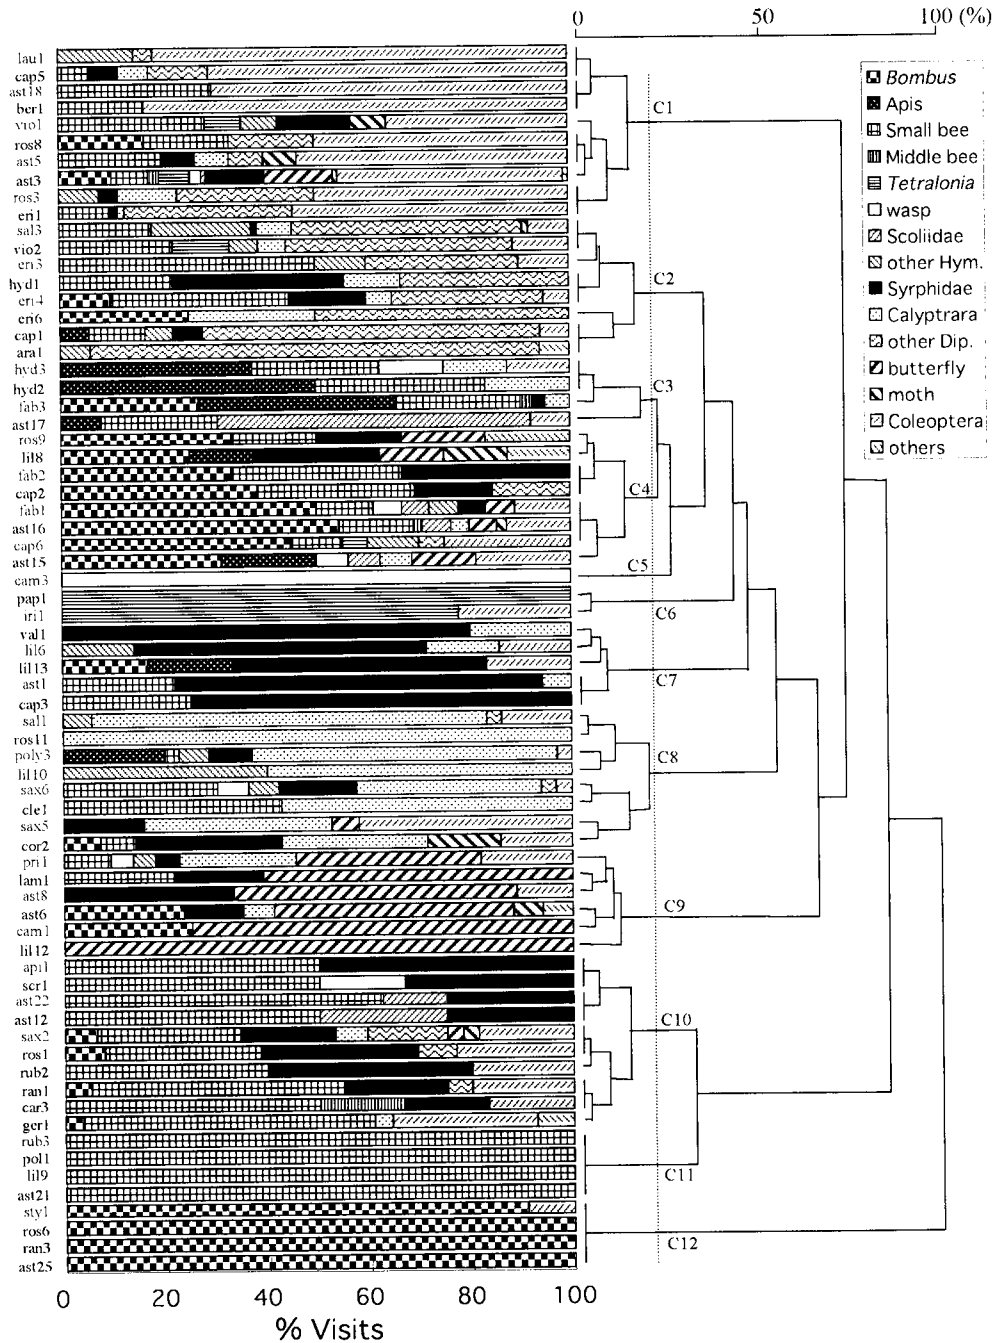 0 50 100 (%)
lau1
cap5
ast18
ber1
vio1
ros8
ast5
ast3
ros3
eri1
sal3
vio2
eri3
hyd1
eri4
eri6
cap1
ara1
hyd3
hyd2
fab3
ast17
ros9
lil8
fab2
cap2
fab1
ast16
cap6
ast15
cam3
pap1
iri1
val1
lil6
lil13
ast1
cap3
sal1
ros11
poly3
lil10
sax6
cle1
sax5
cor2
pri1
lam1
ast8
ast6
cam1
lil12
api1
scr1
ast22
ast12
sax2
ros1
rub2
ran1
car3
ger1
rub3
pol1
lil9
ast21
sty1
ros6
ran3
ast25
C1
C2
C3
C4
C5
C6
C7
C8
C9
C10
C11
C12
Bombus
Apis
Small bee
Middle bee
Tetralonia
wasp
Scoliidae
other Hym.
Syrphidae
Calyptrara
other Dip.
butterfly
moth
Coleoptera
others
0 20 40 60 80 100
% Visits